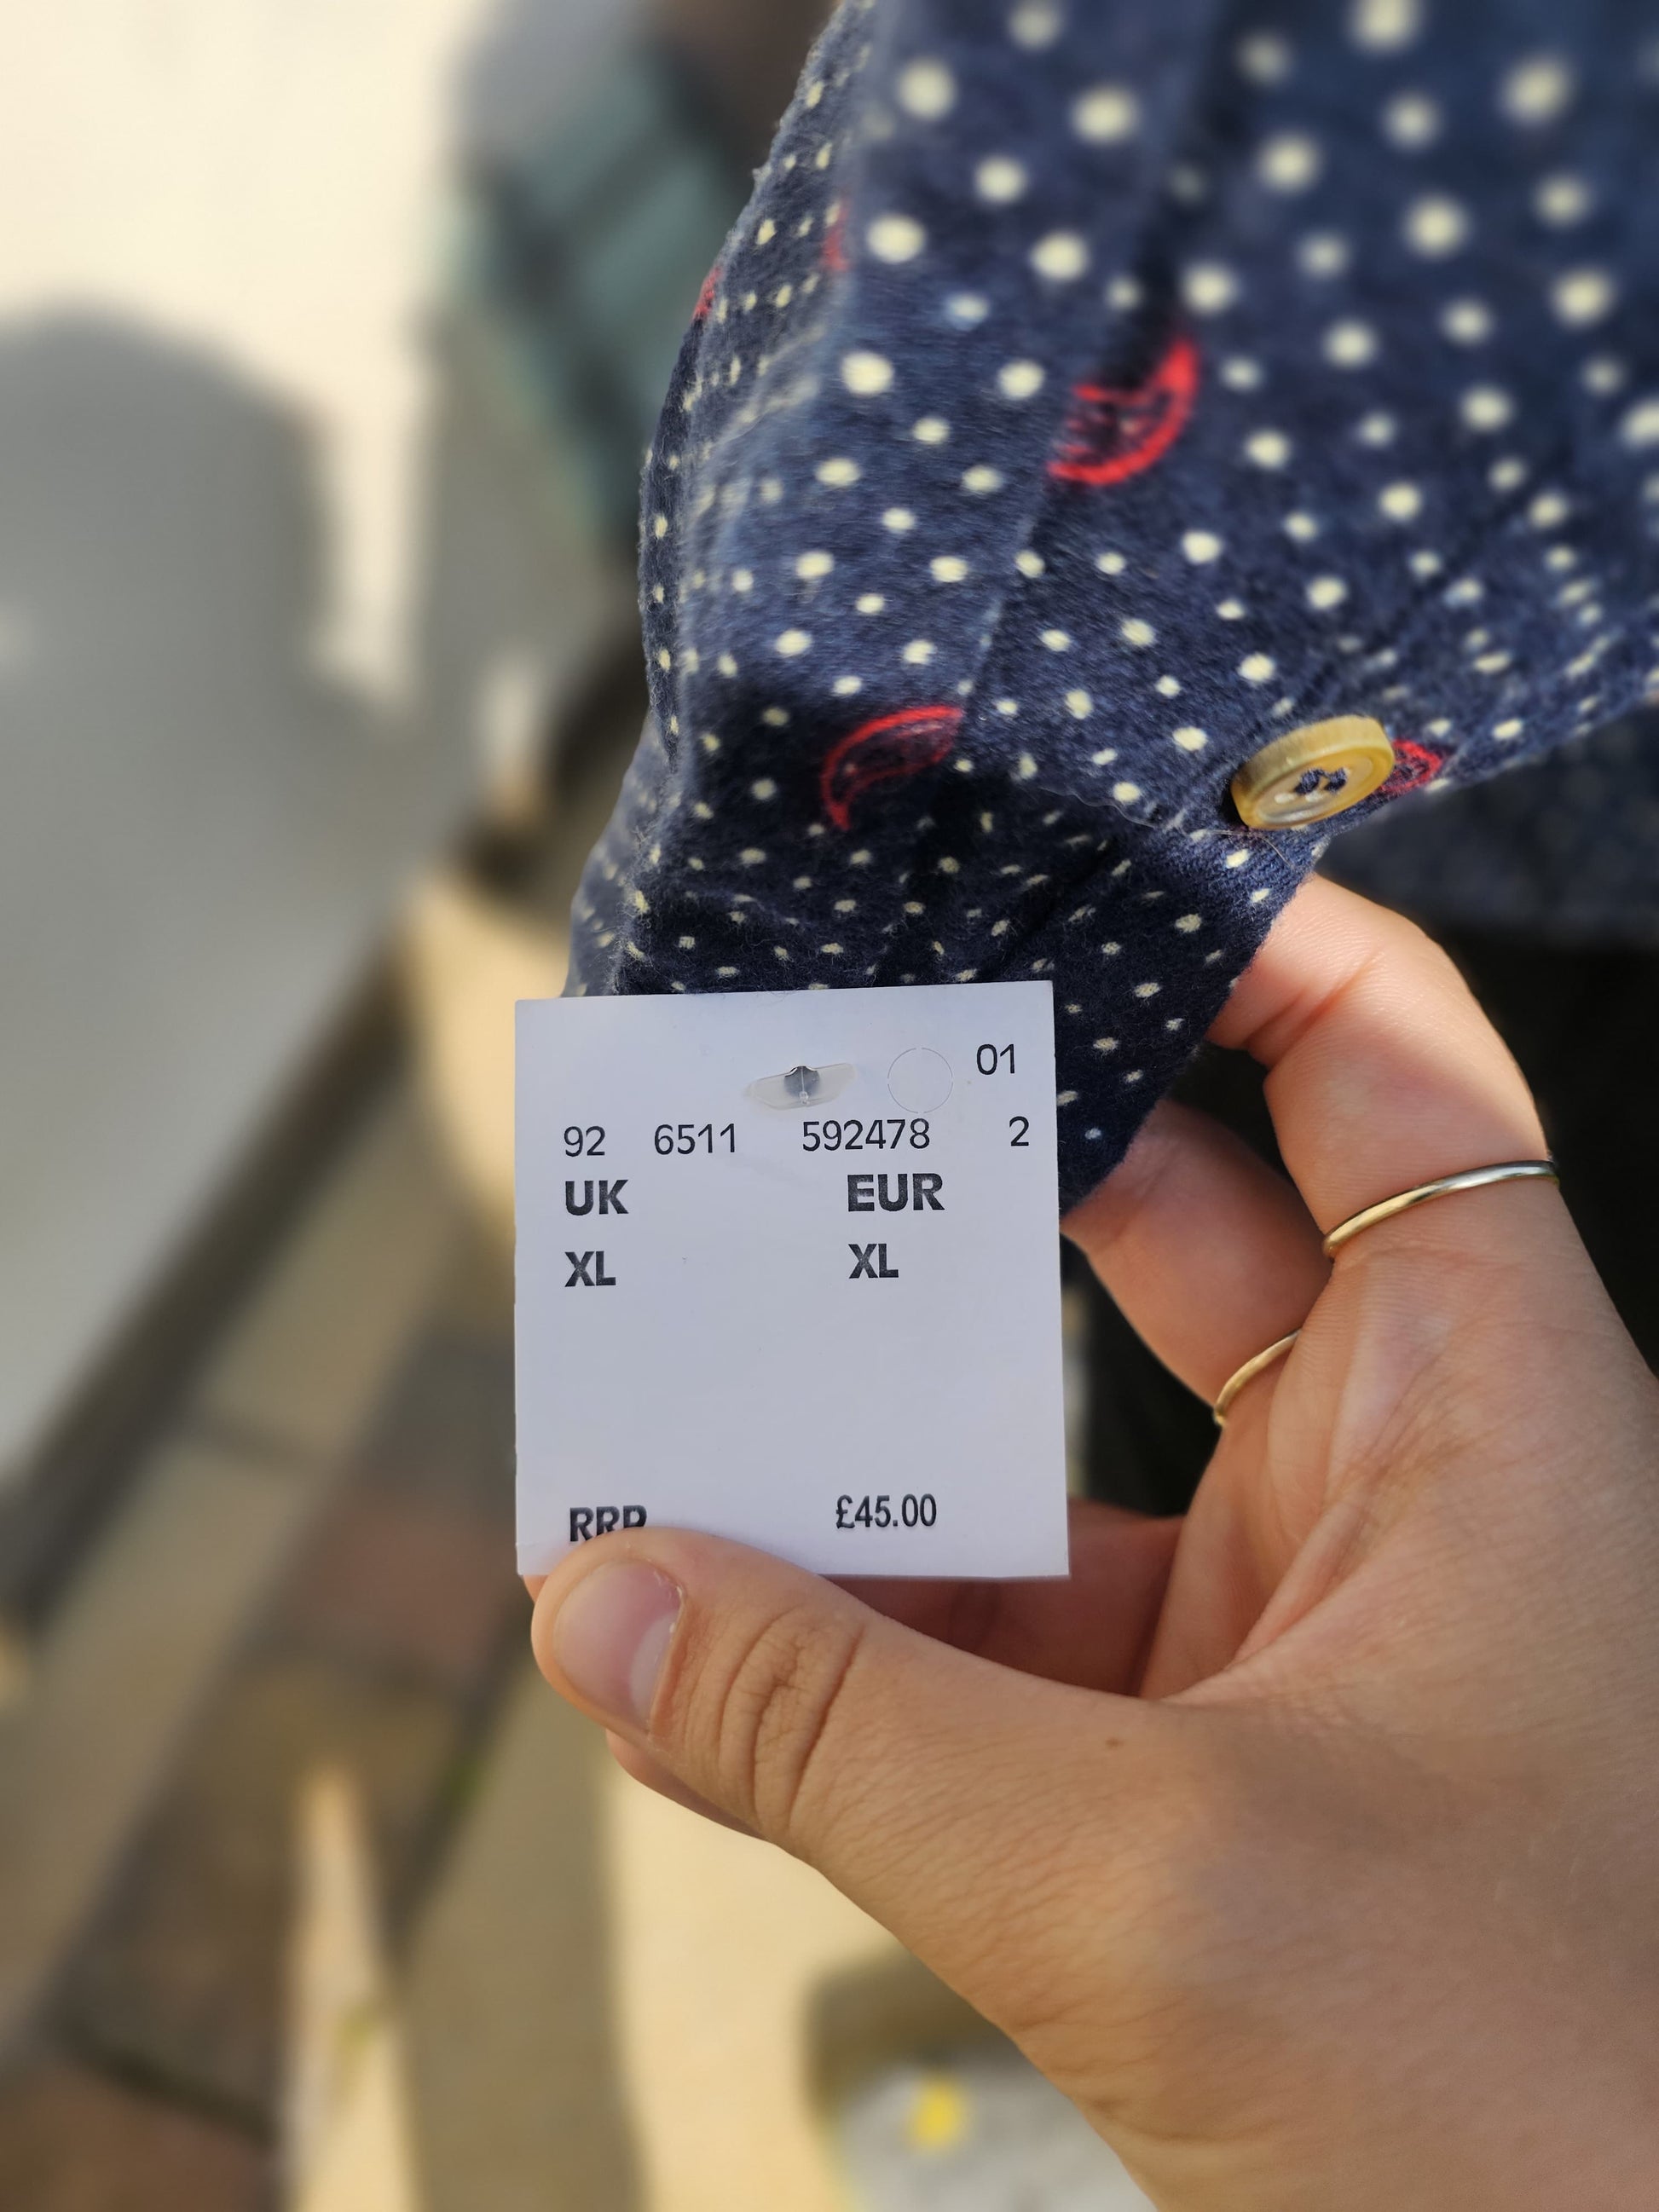 01
92 6511 592478 2
UK EUR
XL XL
RRP £45.00